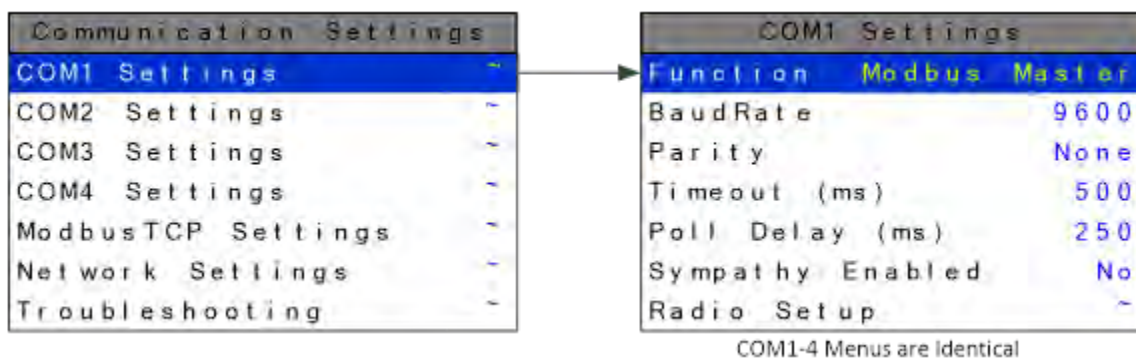 Communication Settings
COM1 Settings ~
COM2 Settings ~
COM3 Settings ~
COM4 Settings ~
ModbusTCP Settings ~
Network Settings ~
Troubleshooting ~
COM1 Settings
Function Modbus Master
BaudRate 9600
Parity None
Timeout (ms) 500
Poll Delay (ms) 250
Sympathy Enabled No
Radio Setup ~
COM1-4 Menus are Identical